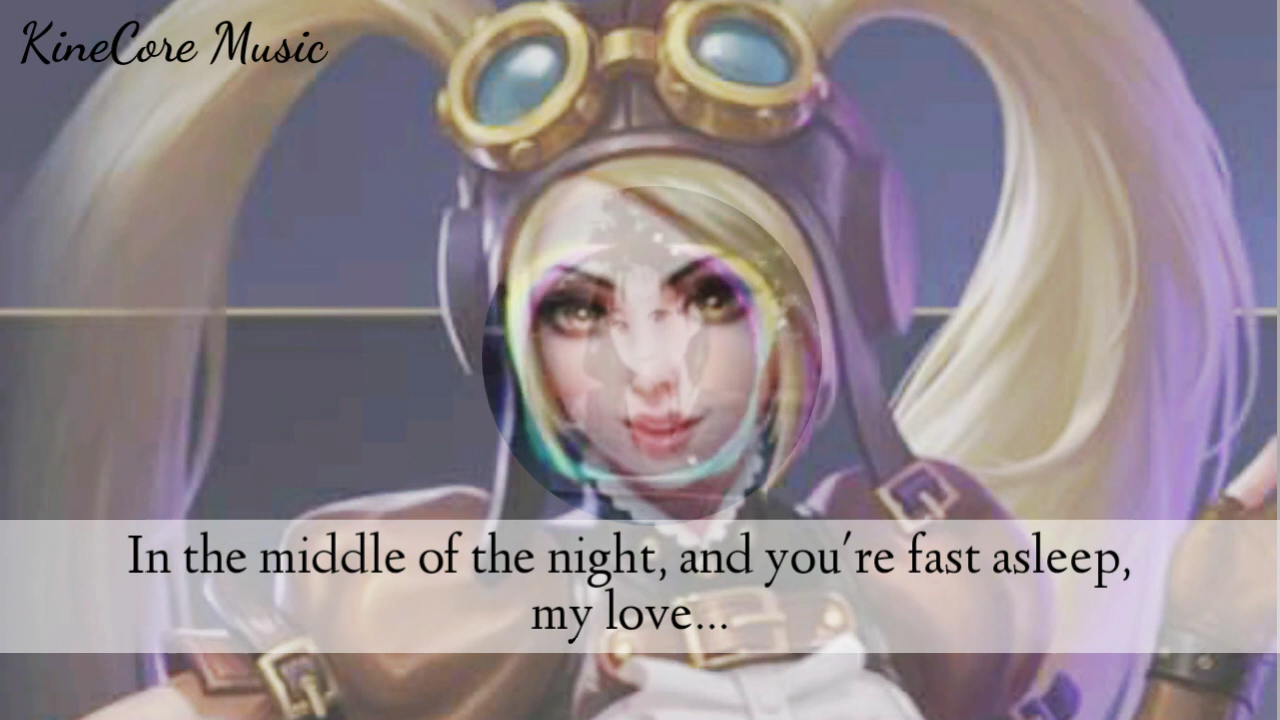 KineCore Music
In the middle of the night, and you're fast asleep,
my love...